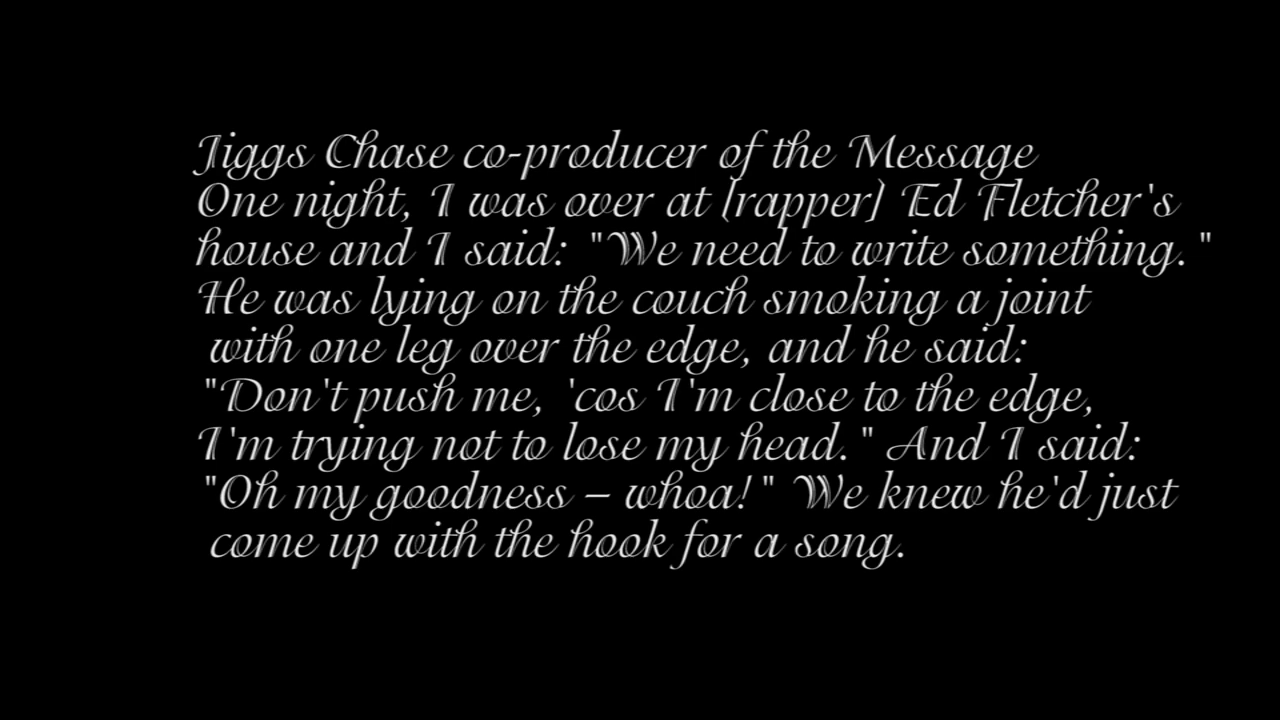 Jiggs Chase co-producer of the Message
One night, I was over at [rapper] Ed Fletcher's
house and I said: "We need to write something."
He was lying on the couch smoking a joint
with one leg over the edge, and he said:
"Don't push me, 'cos I'm close to the edge,
I'm trying not to lose my head." And I said:
"Oh my goodness – whoa!" We knew he'd just
come up with the hook for a song.